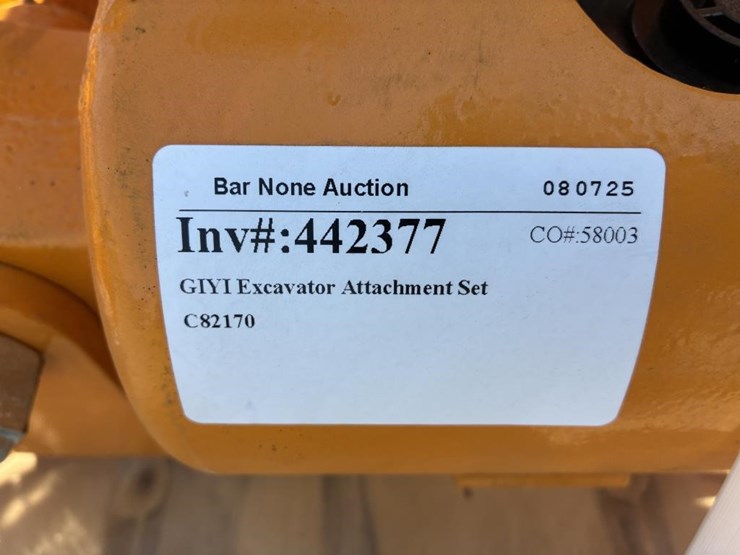 Bar None Auction 080725
Inv#:442377 CO#:58003
GIYI Excavator Attachment Set
C82170